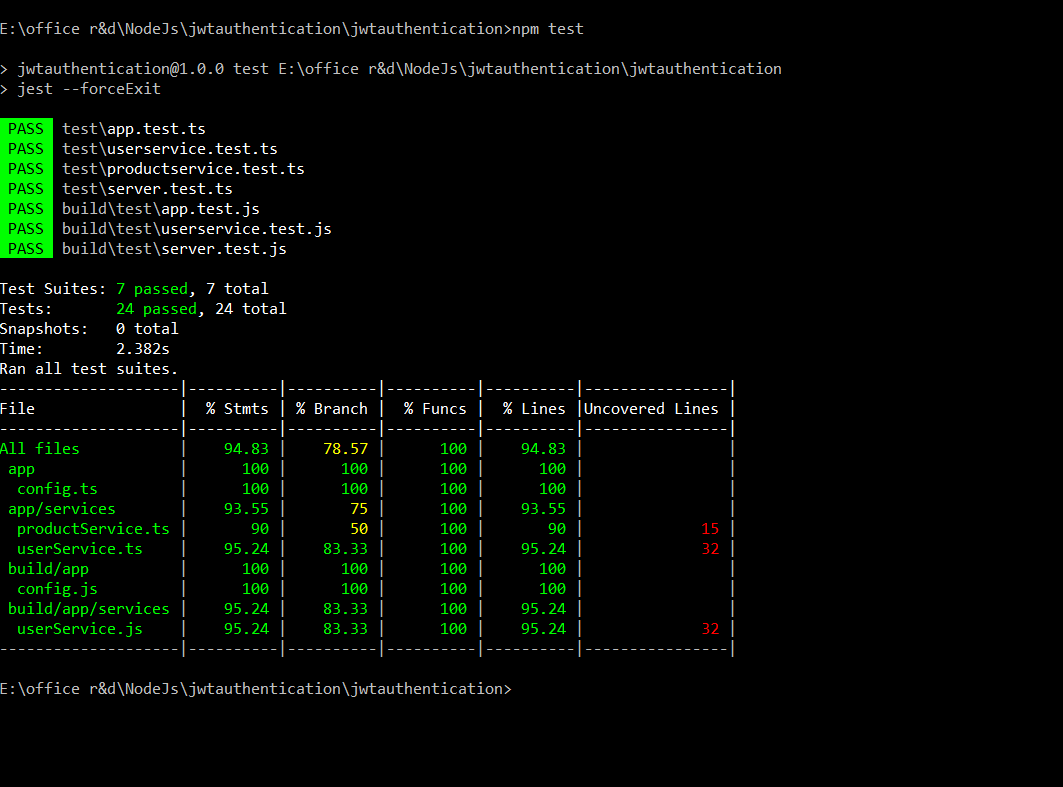 E:\office r&d\NodeJs\jwtauthentication\jwtauthentication>npm test
> jwtauthentication@1.0.0 test E:\office r&d\NodeJs\jwtauthentication\jwtauthentication
> jest --forceExit
PASS test\app.test.ts
PASS test\userservice.test.ts
PASS test\productservice.test.ts
PASS test\server.test.ts
PASS build\test\app.test.js
PASS build\test\userservice.test.js
PASS build\test\server.test.js
Test Suites: 7 passed, 7 total
Tests:       24 passed, 24 total
Snapshots:   0 total
Time:        2.382s
Ran all test suites.
--------------------|----------|----------|----------|----------|----------------|
File                |  % Stmts | % Branch |  % Funcs |  % Lines |Uncovered Lines |
--------------------|----------|----------|----------|----------|----------------|
All files           |    94.83 |    78.57 |      100 |    94.83 |                |
 app                |      100 |      100 |      100 |      100 |                |
  config.ts         |      100 |      100 |      100 |      100 |                |
 app/services       |    93.55 |       75 |      100 |    93.55 |                |
  productService.ts |       90 |       50 |      100 |       90 |             15 |
  userService.ts    |    95.24 |    83.33 |      100 |    95.24 |             32 |
 build/app          |      100 |      100 |      100 |      100 |                |
  config.js         |      100 |      100 |      100 |      100 |                |
 build/app/services |    95.24 |    83.33 |      100 |    95.24 |                |
  userService.js    |    95.24 |    83.33 |      100 |    95.24 |             32 |
--------------------|----------|----------|----------|----------|----------------|
E:\office r&d\NodeJs\jwtauthentication\jwtauthentication>